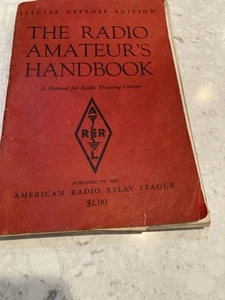 SPECIAL DEFENSE EDITION
THE RADIO
AMATEUR'S
HANDBOOK
A Manual for Radio Training Courses
A
R R
L
PUBLISHED BY THE
AMERICAN RADIO RELAY LEAGUE
$1.00